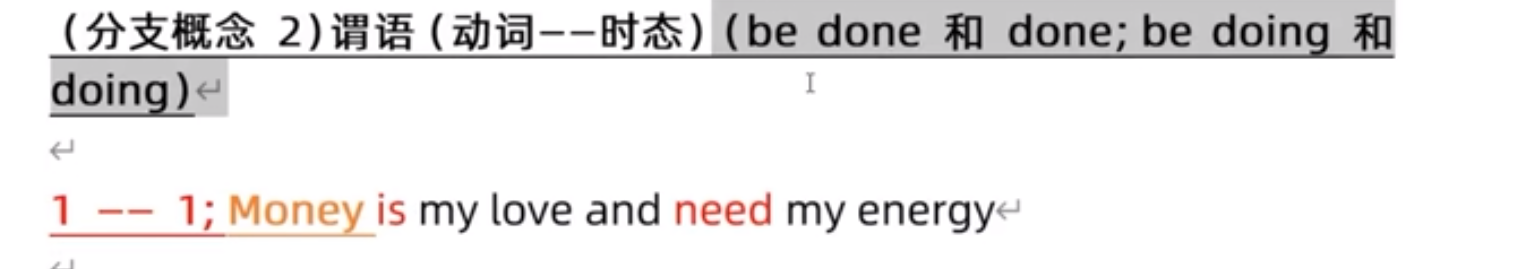 (分支概念 2)谓语(动词——时态)(be done 和 done; be doing 和
doing)
1 —— 1; Money is my love and need my energy